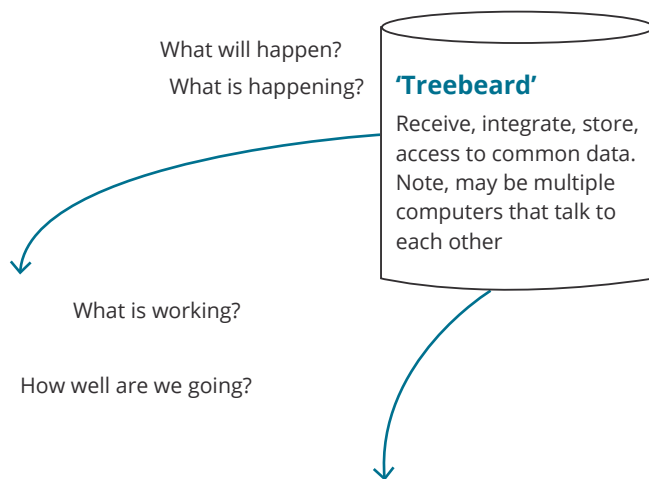 What will happen?
What is happening?
‘Treebeard’
Receive, integrate, store,
access to common data.
Note, may be multiple
computers that talk to
each other
What is working?
How well are we going?